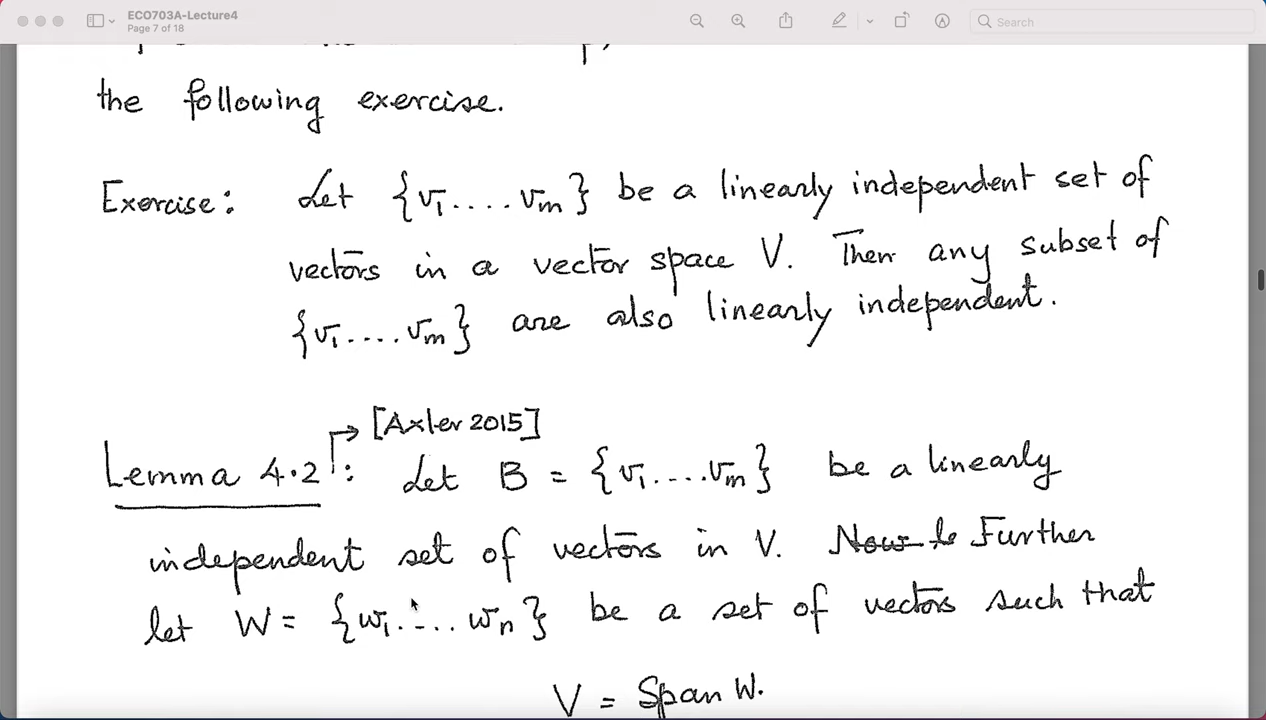 ECO703A-Lecture4
Page 7 of 18
Search
the following exercise.
Exercise: Let {v₁....vₘ} be a linearly independent set of
vectors in a vector space V. Then any subset of
{v₁....vₘ} are also linearly independent.
[Axler 2015]
Lemma 4.2: Let B = {v₁....vₘ} be a linearly
independent set of vectors in V. Now le Further
let W = {w₁....wₙ} be a set of vectors such that
V = Span W.